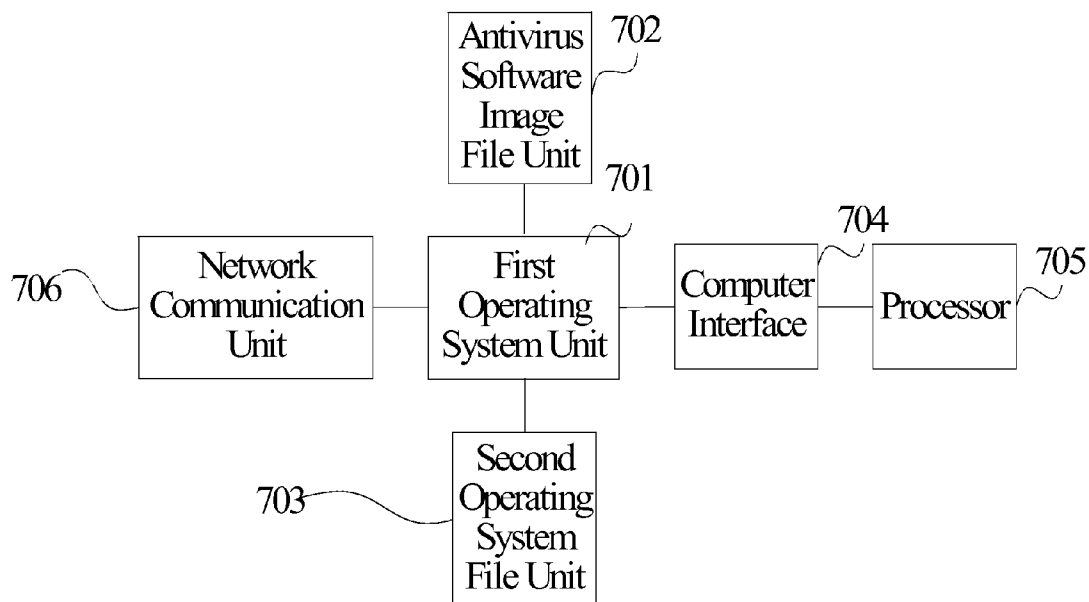 Antivirus
Software
Image
File Unit
702
701
Network
Communication
Unit
706
First
Operating
System Unit
Computer
Interface
704
Processor
705
Second
Operating
System
File Unit
703